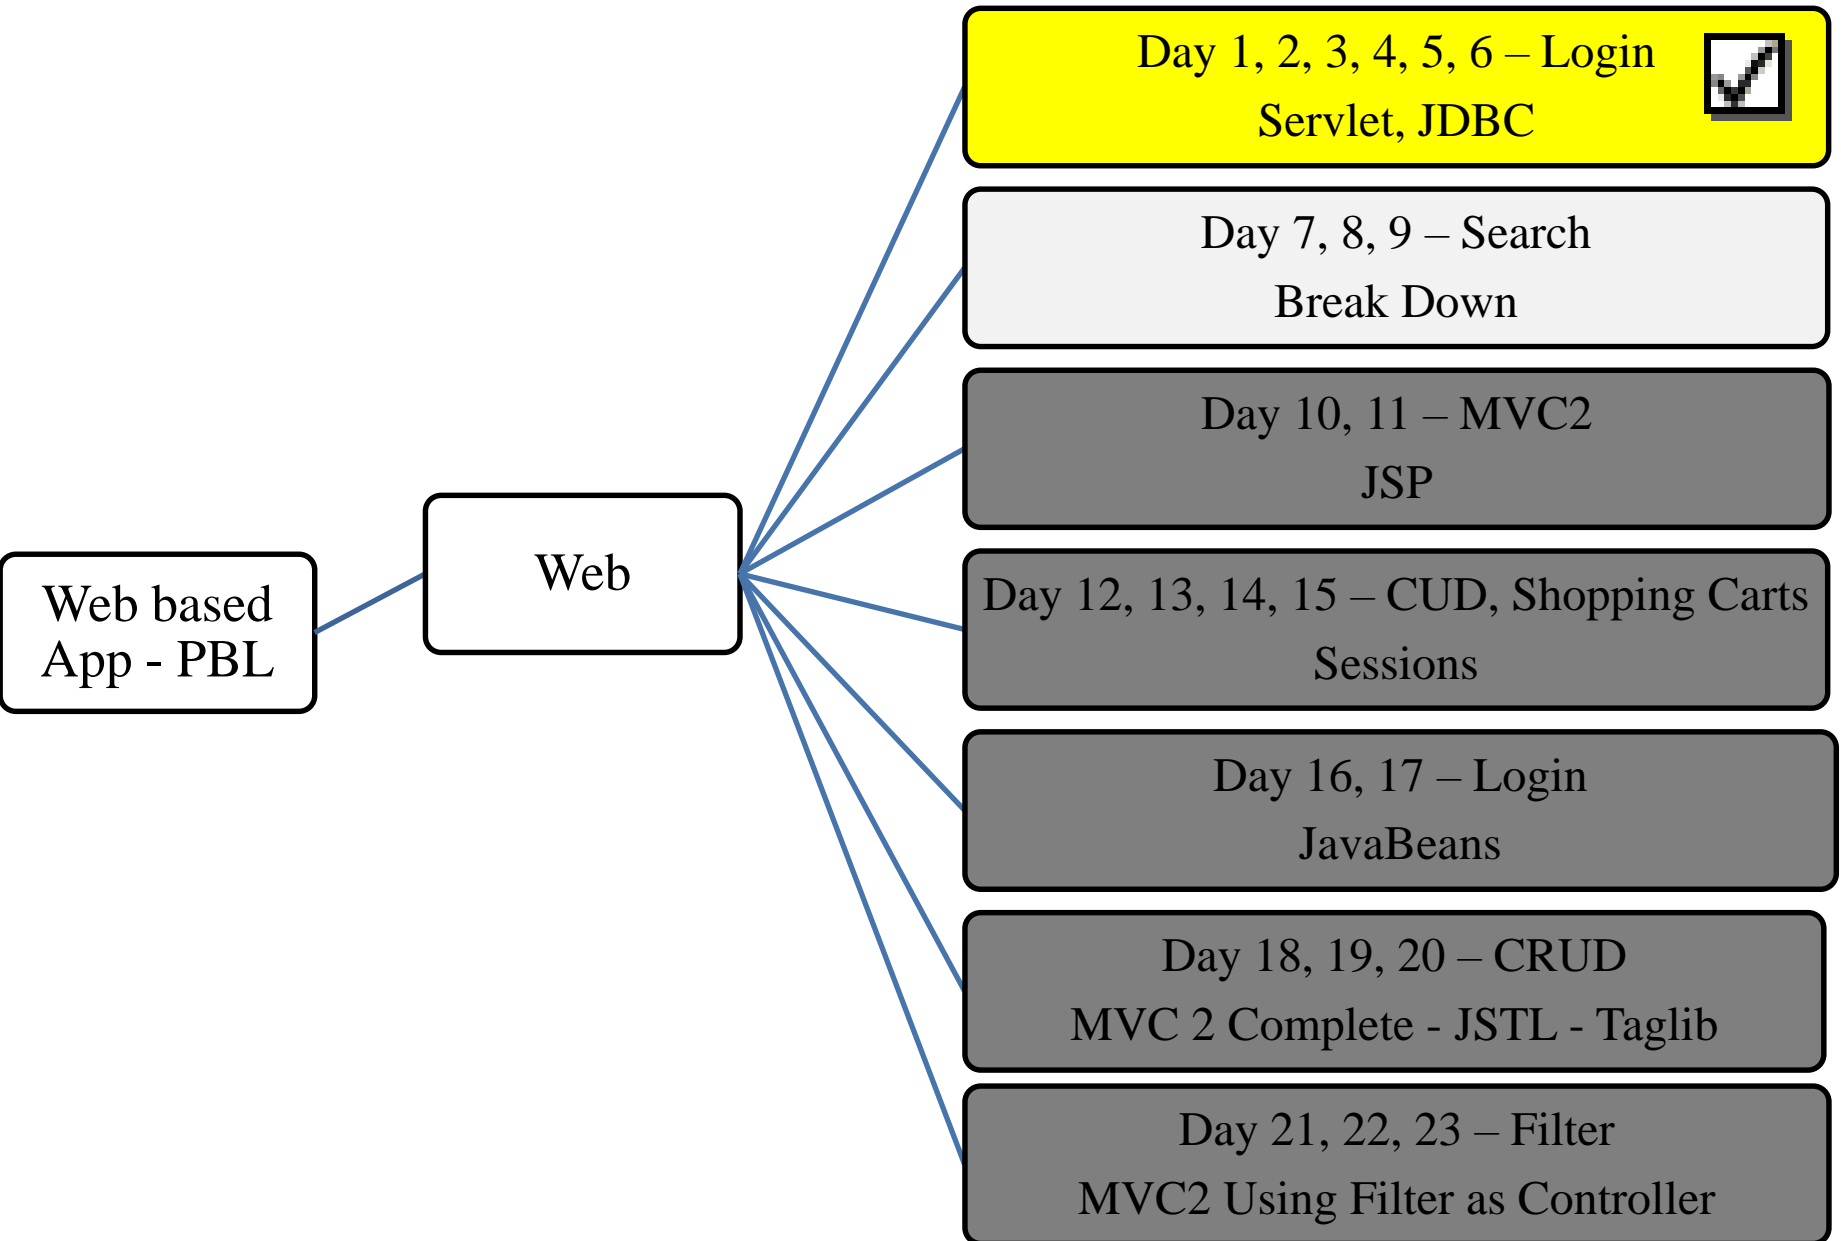 Web based
App - PBL
Web
Day 1, 2, 3, 4, 5, 6 – Login
Servlet, JDBC
Day 7, 8, 9 – Search
Break Down
Day 10, 11 – MVC2
JSP
Day 12, 13, 14, 15 – CUD, Shopping Carts
Sessions
Day 16, 17 – Login
JavaBeans
Day 18, 19, 20 – CRUD
MVC 2 Complete - JSTL - Taglib
Day 21, 22, 23 – Filter
MVC2 Using Filter as Controller